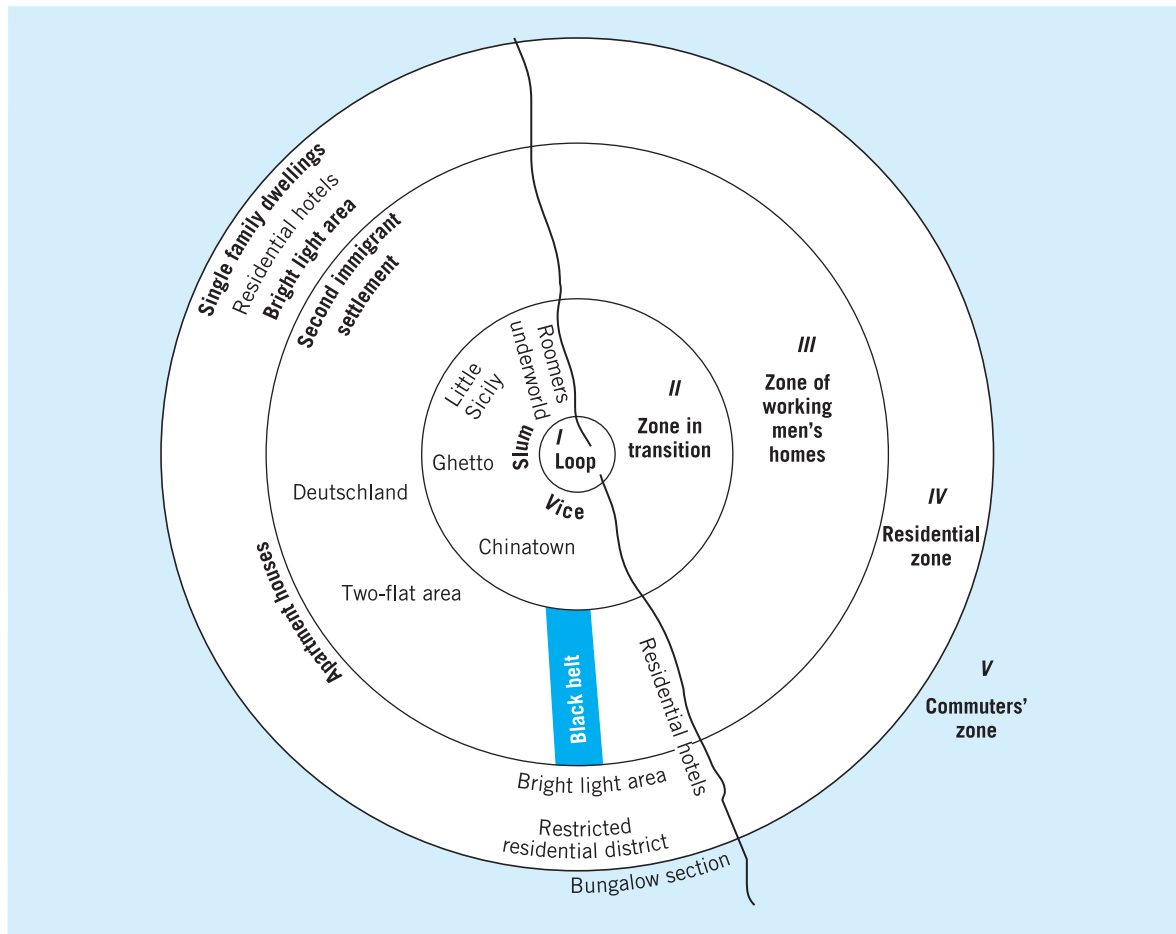 Single family dwellings
Residential hotels
Bright light area
Second immigrant
settlement
Little
Sicily
Roomers
underworld
Slum
Ghetto
I
Loop
Vice
Chinatown
II
Zone in
transition
III
Zone of
working
men's
homes
Deutschland
Two-flat area
Apartment houses
Black belt
Residential hotels
IV
Residential
zone
V
Commuters'
zone
Bright light area
Restricted
residential district
Bungalow section